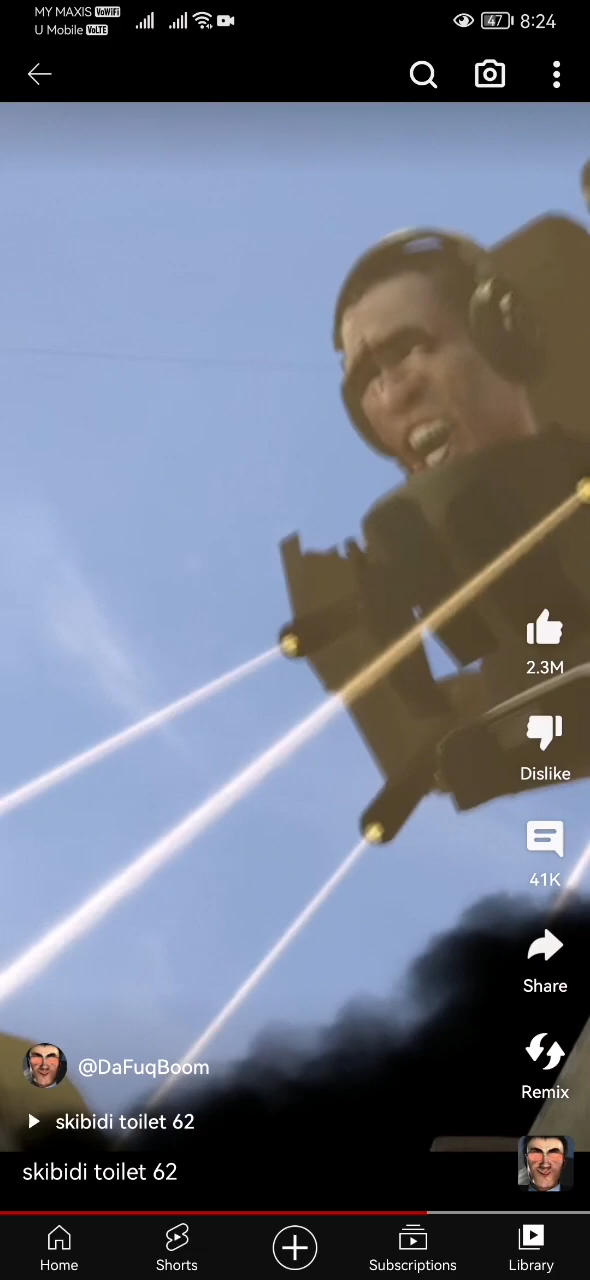 MY MAXIS VoWiFi
U Mobile VoLTE
47 8:24
2.3M
Dislike
41K
Share
Remix
@DaFuqBoom
skibidi toilet 62
skibidi toilet 62
Home Shorts Subscriptions Library